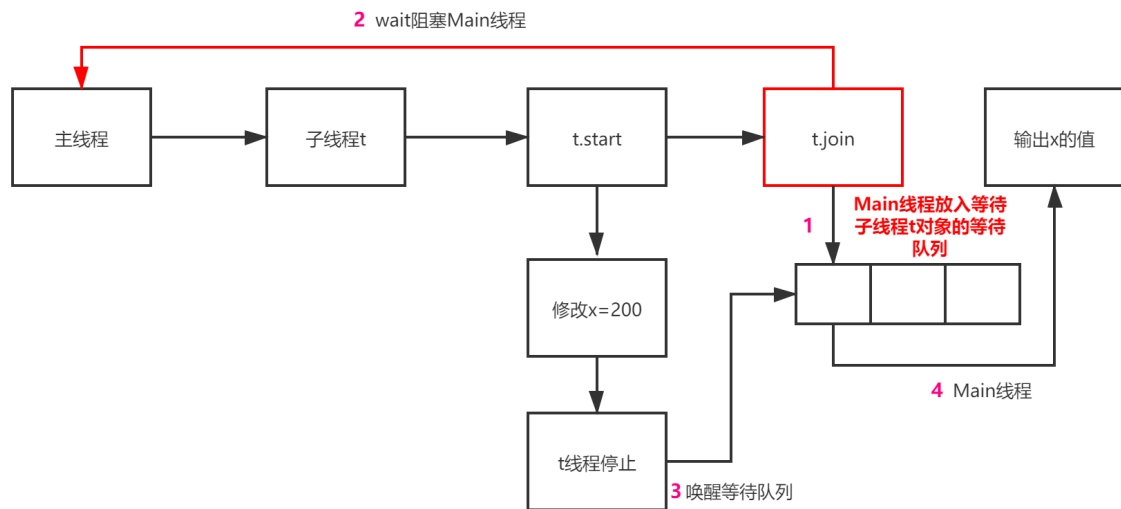 2 wait阻塞Main线程
主线程
子线程t
t.start
t.join
输出x的值
1
Main线程放入等待
子线程t对象的等待
队列
修改x=200
4 Main线程
t线程停止
3 唤醒等待队列